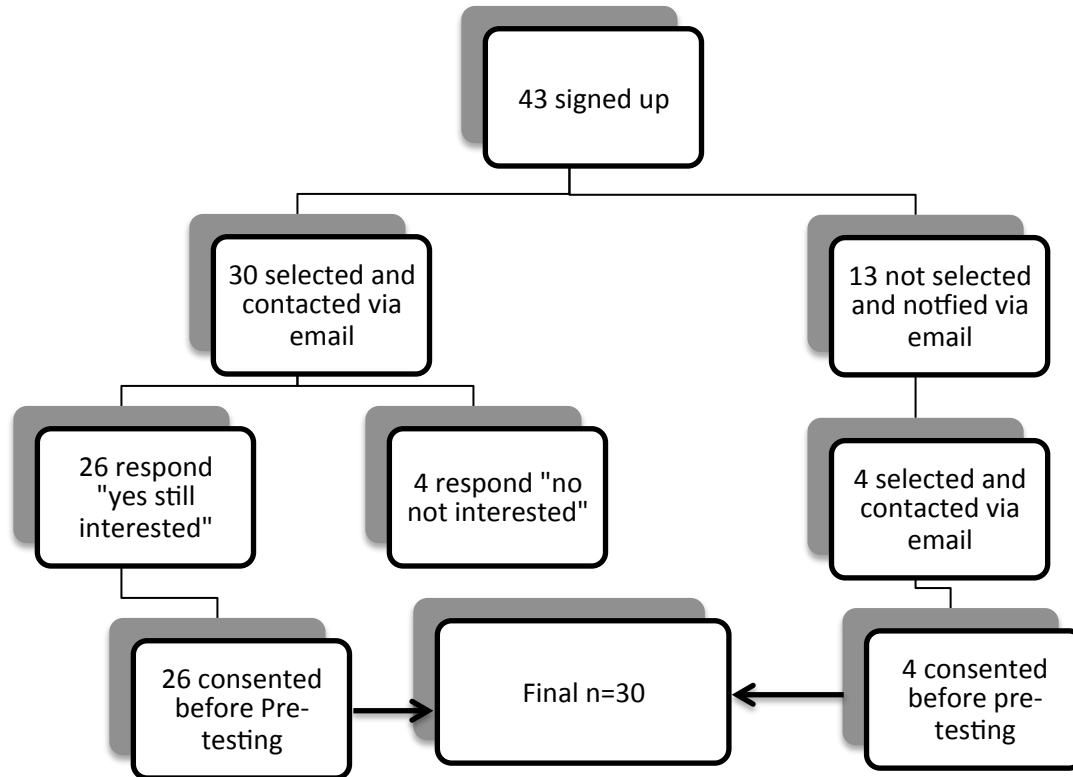 43 signed up
30 selected and
contacted via
email
13 not selected
and notfied via
email
26 respond
"yes still
interested"
4 respond "no
not interested"
4 selected and
contacted via
email
26 consented
before Pre-
testing
Final n=30
4 consented
before pre-
testing